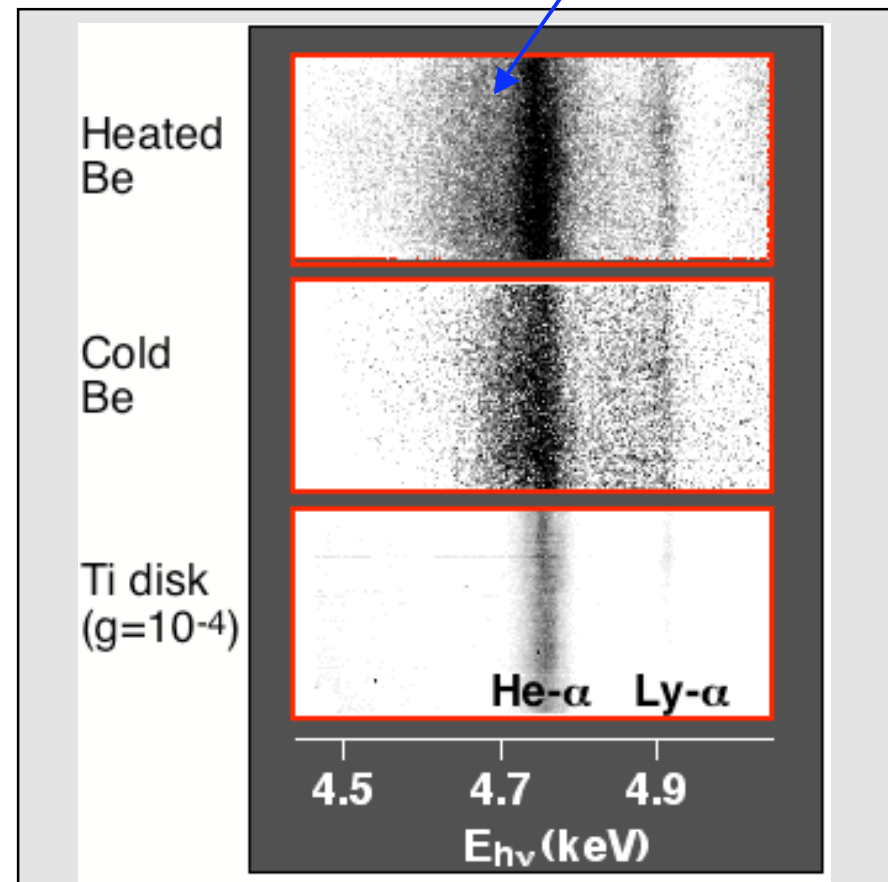 Heated
Be
Cold
Be
Ti disk
(g=10⁻⁴)
He-α Ly-α
4.5 4.7 4.9
Ehν (keV)